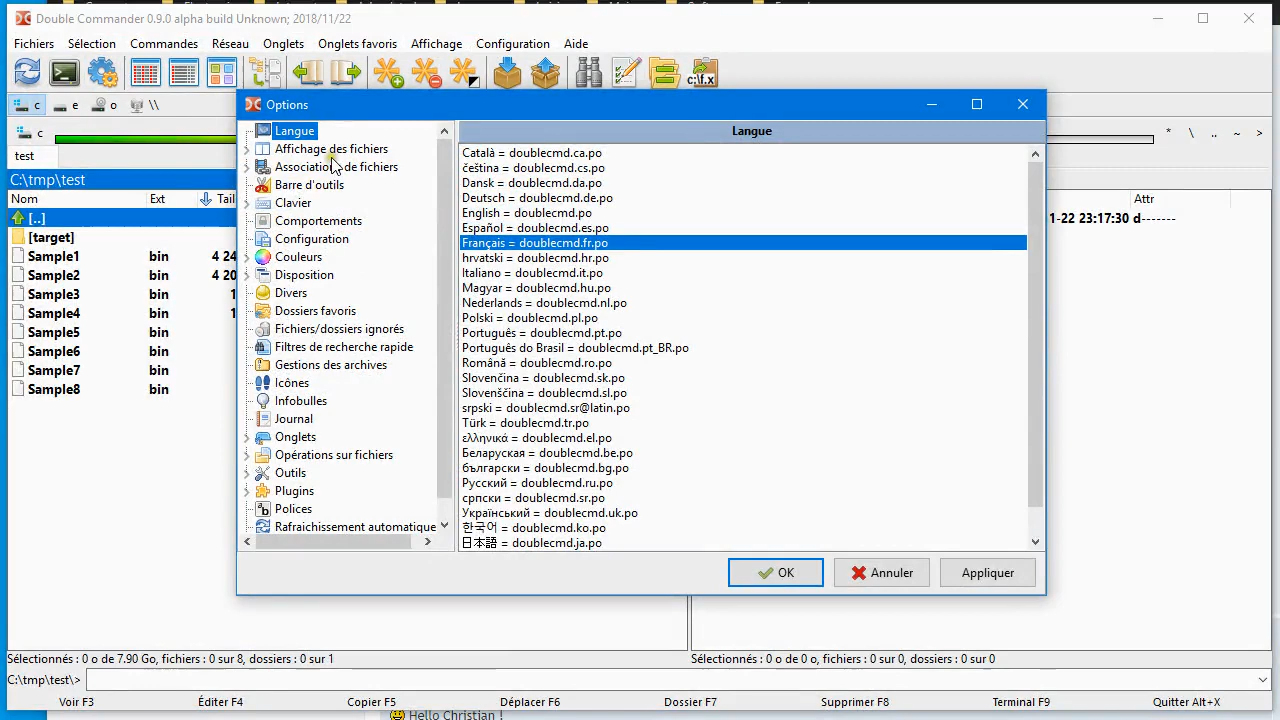 Double Commander 0.9.0 alpha build Unknown; 2018/11/22
Fichiers Sélection Commandes Réseau Onglets Onglets favoris Affichage Configuration Aide
c:\f.x
c e o \\
c * \ .. ~ >
test
C:\tmp\test
Nom Ext Tail Attr
[..] 1-22 23:17:30 d-------
[target]
Sample1 bin 4 24
Sample2 bin 4 20
Sample3 bin 1
Sample4 bin 1
Sample5 bin
Sample6 bin
Sample7 bin
Sample8 bin
Options
Langue
Affichage des fichiers
Association de fichiers
Barre d'outils
Clavier
Comportements
Configuration
Couleurs
Disposition
Divers
Dossiers favoris
Fichiers/dossiers ignorés
Filtres de recherche rapide
Gestions des archives
Icônes
Infobulles
Journal
Onglets
Opérations sur fichiers
Outils
Plugins
Polices
Rafraichissement automatique
Langue
Català = doublecmd.ca.po
čeština = doublecmd.cs.po
Dansk = doublecmd.da.po
Deutsch = doublecmd.de.po
English = doublecmd.po
Español = doublecmd.es.po
Français = doublecmd.fr.po
hrvatski = doublecmd.hr.po
Italiano = doublecmd.it.po
Magyar = doublecmd.hu.po
Nederlands = doublecmd.nl.po
Polski = doublecmd.pl.po
Português = doublecmd.pt.po
Português do Brasil = doublecmd.pt_BR.po
Română = doublecmd.ro.po
Slovenčina = doublecmd.sk.po
Slovenščina = doublecmd.sl.po
srpski = doublecmd.sr@latin.po
Türk = doublecmd.tr.po
ελληνικά = doublecmd.el.po
Беларуская = doublecmd.be.po
български = doublecmd.bg.po
Русский = doublecmd.ru.po
српски = doublecmd.sr.po
Український = doublecmd.uk.po
한국어 = doublecmd.ko.po
日本語 = doublecmd.ja.po
OK Annuler Appliquer
Sélectionnés : 0 o de 7.90 Go, fichiers : 0 sur 8, dossiers : 0 sur 1
Sélectionnés : 0 o de 0 o, fichiers : 0 sur 0, dossiers : 0 sur 0
C:\tmp\test\>
Voir F3 Éditer F4 Copier F5 Déplacer F6 Dossier F7 Supprimer F8 Terminal F9 Quitter Alt+X
Hello Christian !